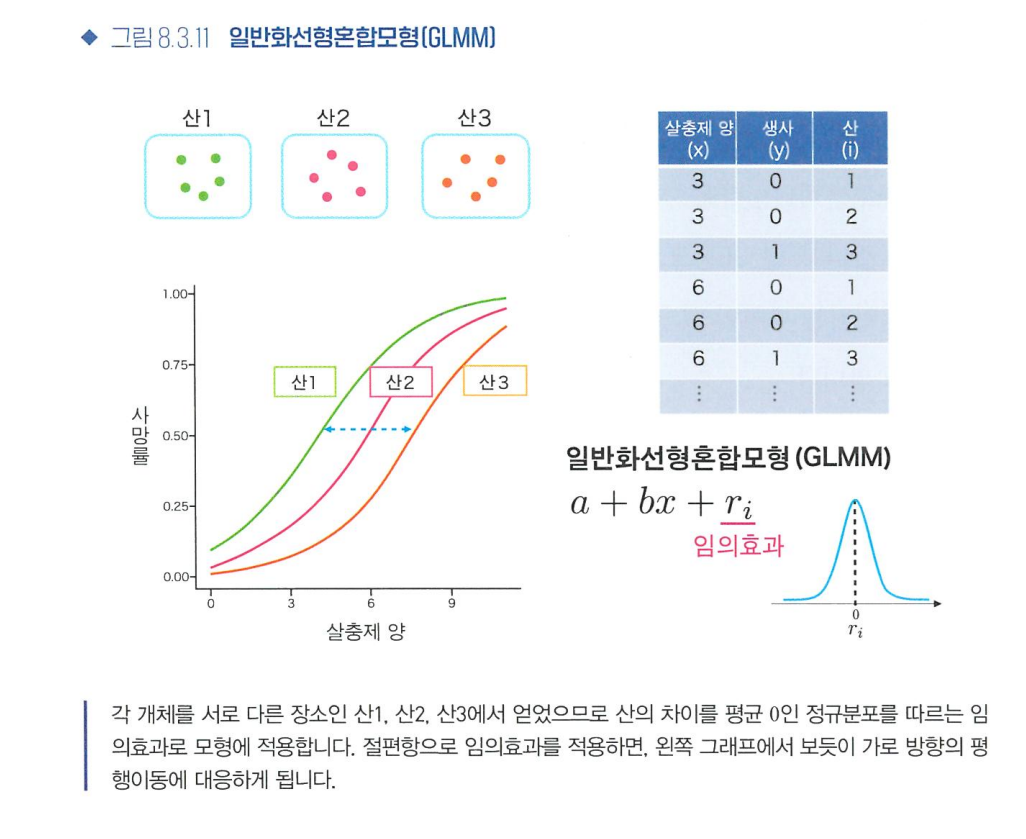 ◆ 그림 8.3.11 일반화선형혼합모형(GLMM)
산1 산2 산3
살충제 양 (x) 생사 (y) 산 (i)
3 0 1
3 0 2
3 1 3
6 0 1
6 0 2
6 1 3
⋮ ⋮ ⋮
1.00
0.75
0.50
0.25
0.00
사망률
산1 산2 산3
0 3 6 9
살충제 양
일반화선형혼합모형(GLMM)
a + bx + rᵢ
임의효과
0
rᵢ
각 개체를 서로 다른 장소인 산1, 산2, 산3에서 얻었으므로 산의 차이를 평균 0인 정규분포를 따르는 임
의효과로 모형에 적용합니다. 절편항으로 임의효과를 적용하면, 왼쪽 그래프에서 보듯이 가로 방향의 평
행이동에 대응하게 됩니다.